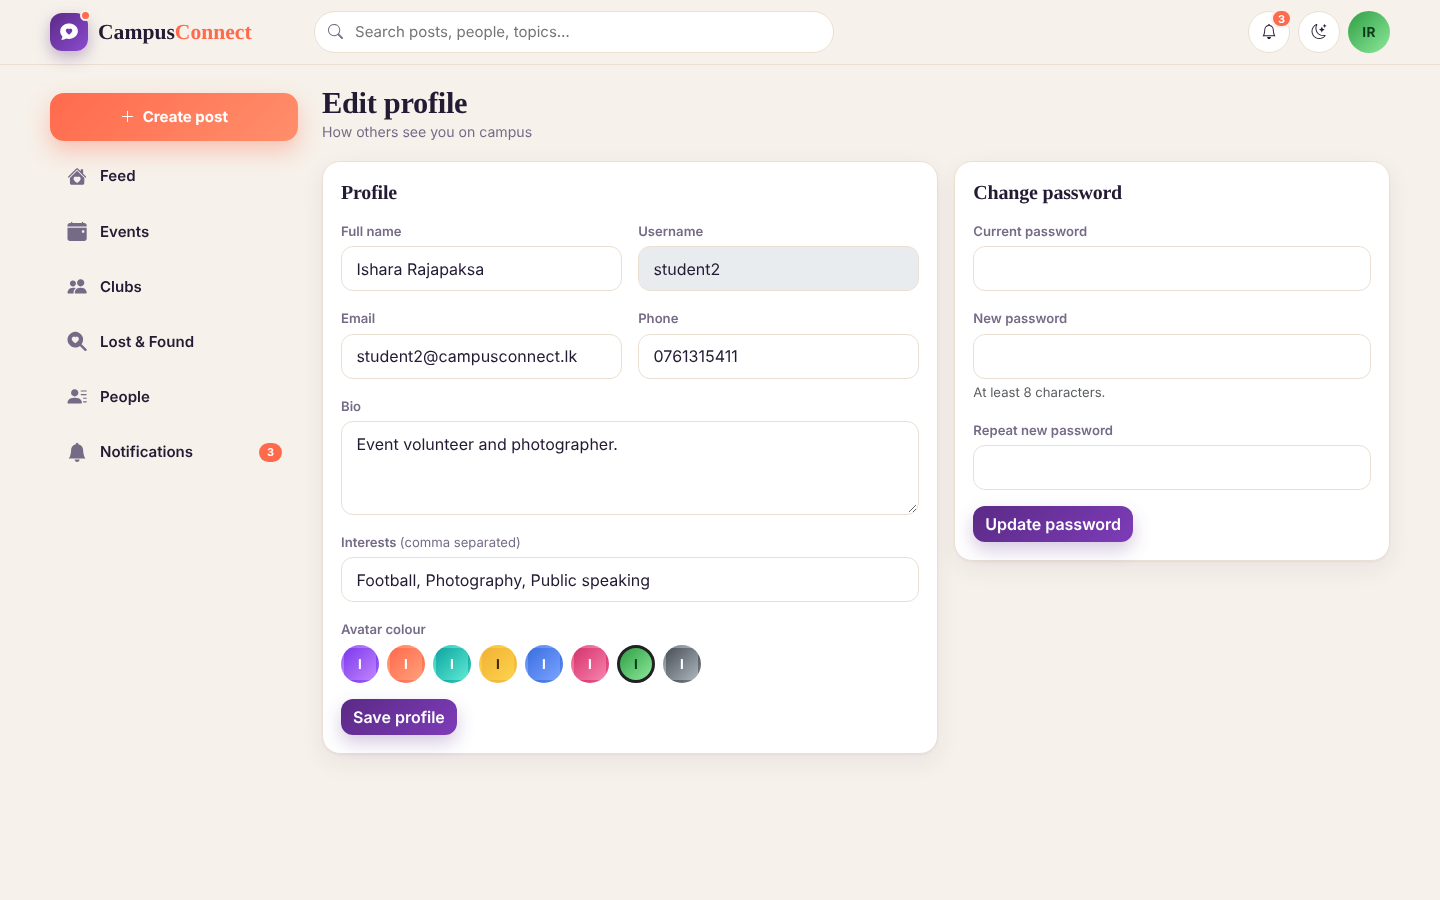 CampusConnect
Search posts, people, topics...
3
IR
Create post
Feed
Events
Clubs
Lost & Found
People
Notifications
3
Edit profile
How others see you on campus
Profile
Full name
Username
Ishara Rajapaksa
student2
Email
Phone
student2@campusconnect.lk
0761315411
Bio
Event volunteer and photographer.
Interests (comma separated)
Football, Photography, Public speaking
Avatar colour
I I I I I I I I
Save profile
Change password
Current password
New password
At least 8 characters.
Repeat new password
Update password